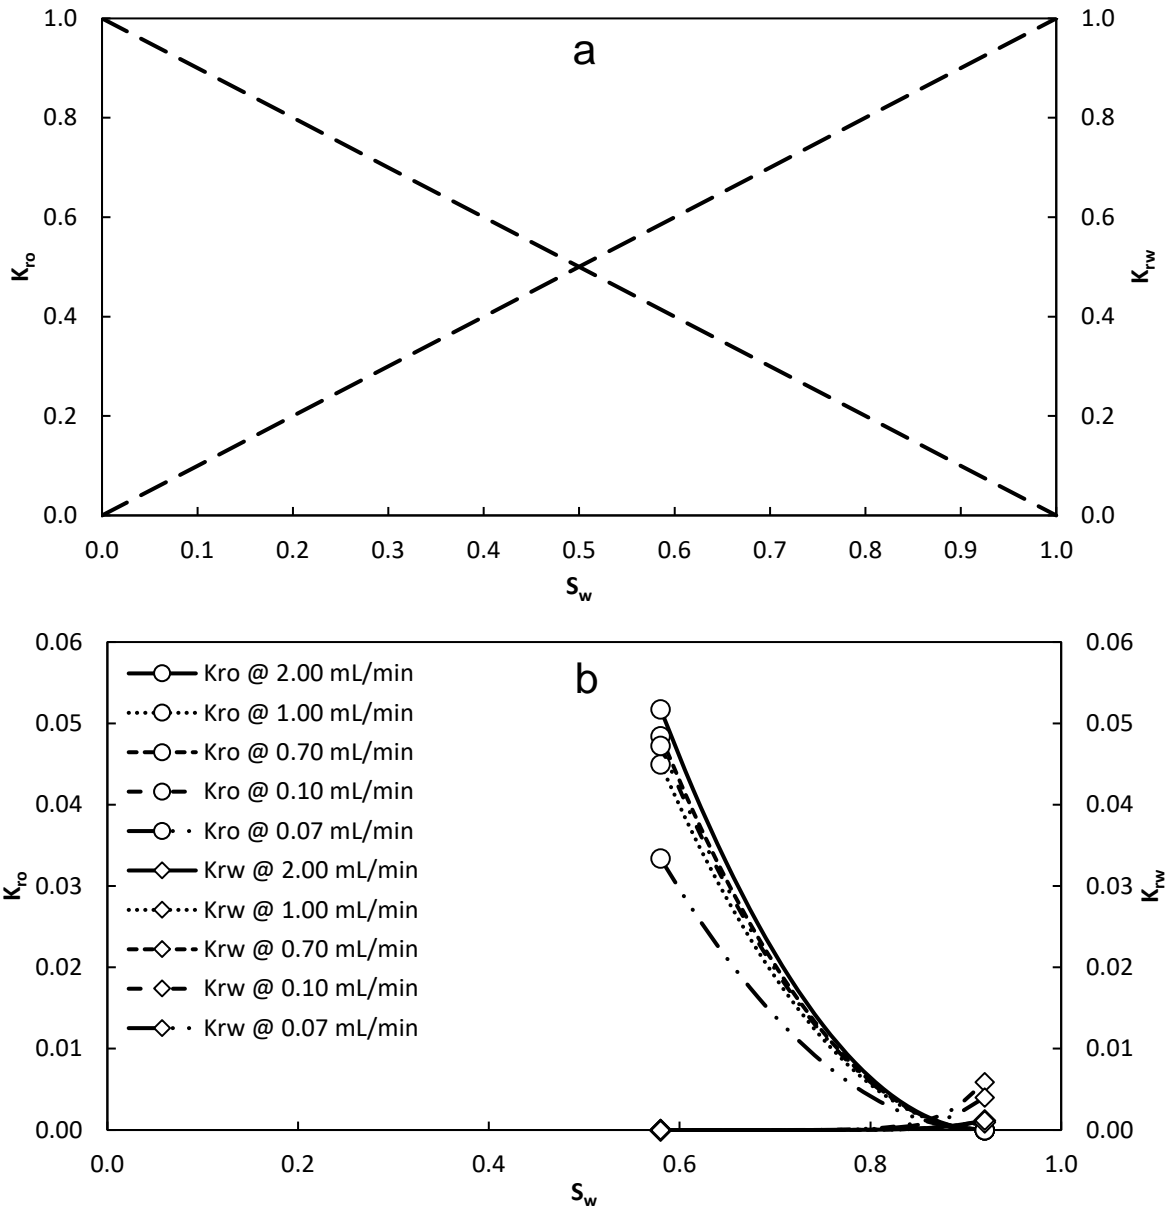 1.0 1.0
a
0.8 0.8
0.6 0.6
Kro Krw
0.4 0.4
0.2 0.2
0.0 0.0
0.0 0.1 0.2 0.3 0.4 0.5 0.6 0.7 0.8 0.9 1.0
Sw
0.06 0.06
b
Kro @ 2.00 mL/min
Kro @ 1.00 mL/min
0.05 0.05
Kro @ 0.70 mL/min
Kro @ 0.10 mL/min
0.04 0.04
Kro @ 0.07 mL/min
Krw @ 2.00 mL/min
Kro Krw
0.03 0.03
Krw @ 1.00 mL/min
Krw @ 0.70 mL/min
0.02 0.02
Krw @ 0.10 mL/min
Krw @ 0.07 mL/min
0.01 0.01
0.00 0.00
0.0 0.2 0.4 0.6 0.8 1.0
Sw